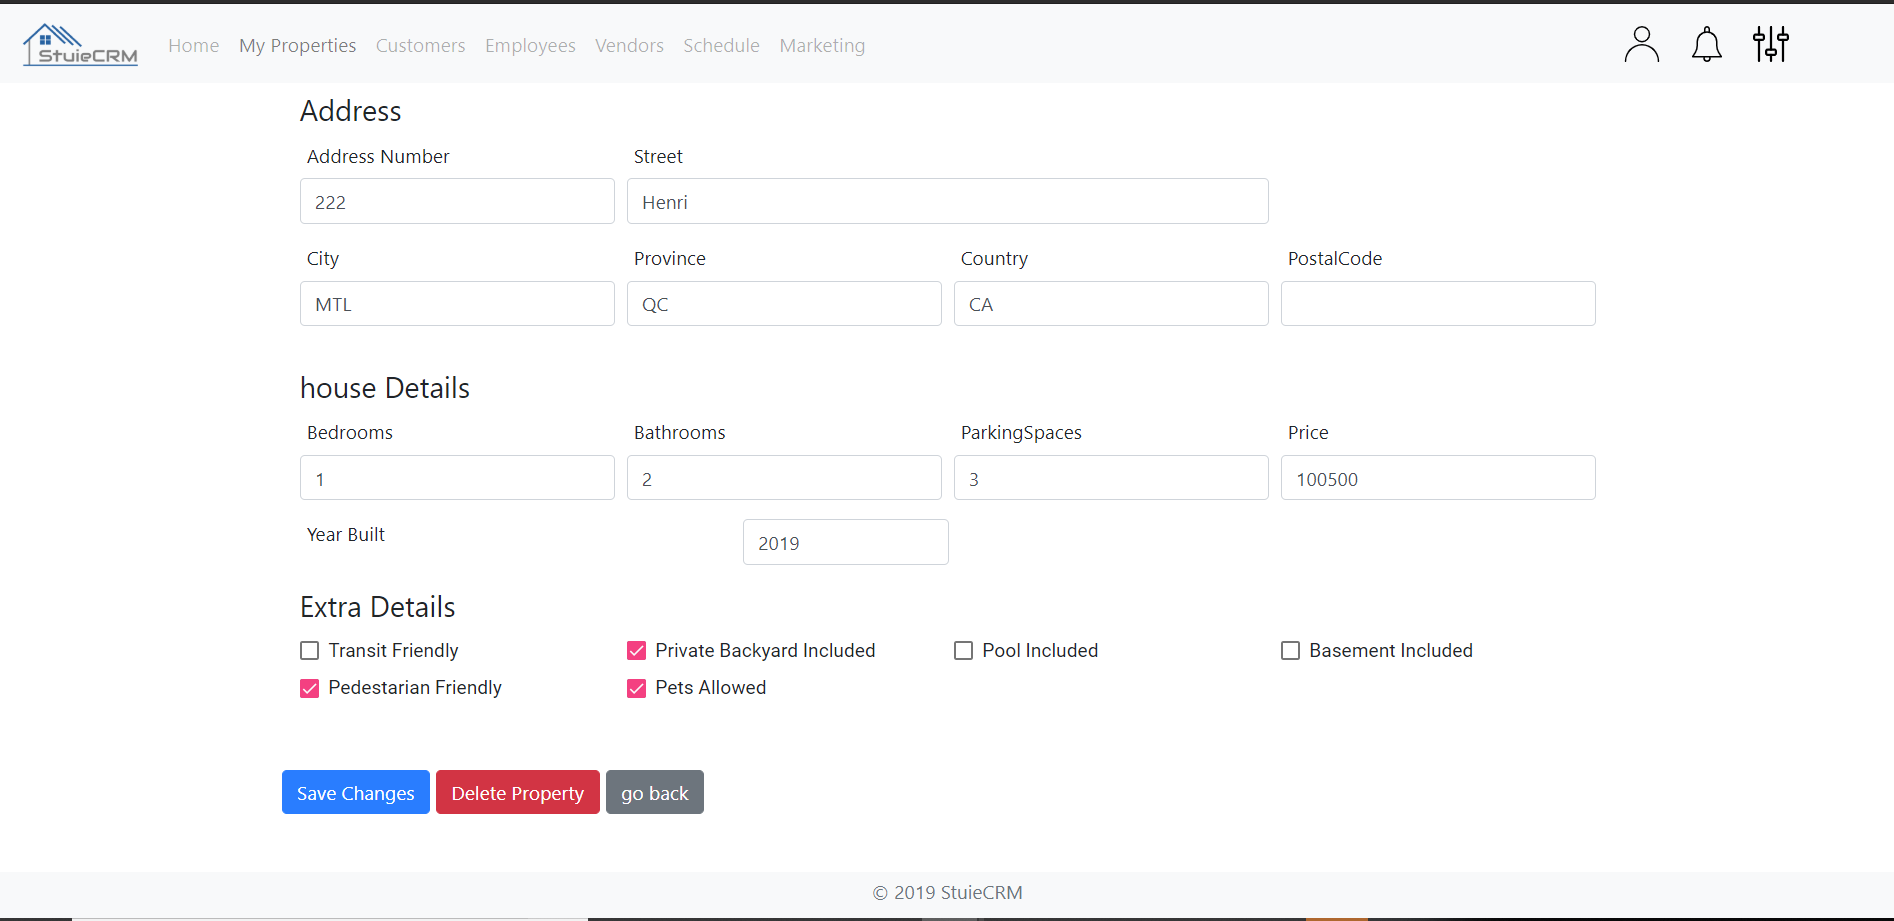 StuieCRM Home My Properties Customers Employees Vendors Schedule Marketing
Address
Address Number Street
222 Henri
City Province Country PostalCode
MTL QC CA
house Details
Bedrooms Bathrooms ParkingSpaces Price
1 2 3 100500
Year Built 2019
Extra Details
Transit Friendly Private Backyard Included Pool Included Basement Included
Pedestarian Friendly Pets Allowed
Save Changes Delete Property go back
© 2019 StuieCRM